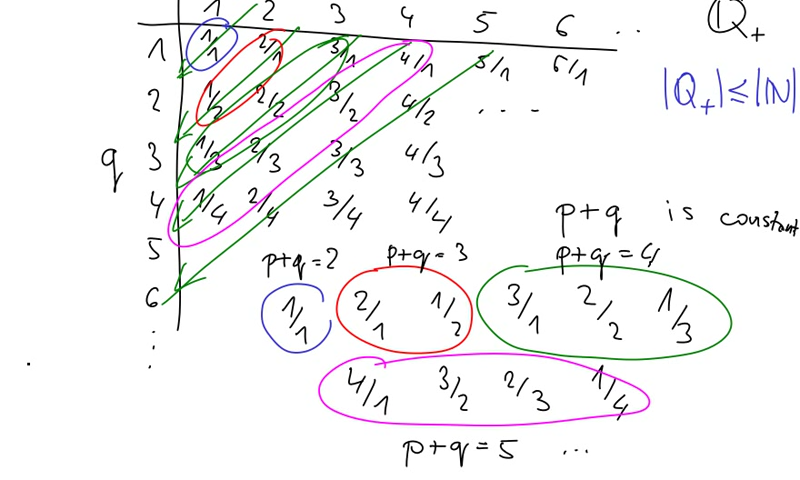 1 2 3 4 5 6 .. ℚ₊
1 1/1 2/1 3/1 4/1 5/1 6/1
|ℚ₊| ≤ |ℕ|
2 1/2 2/2 3/2 4/2 . - -
q 3 1/3 2/3 3/3 4/3
4 1/4 2/4 3/4 4/4
p+q is constant
5
p+q=2 p+q=3 p+q=4
6 1/1 2/1 1/2 3/1 2/2 1/3
⋮
4/1 3/2 2/3 1/4
p+q=5 ...